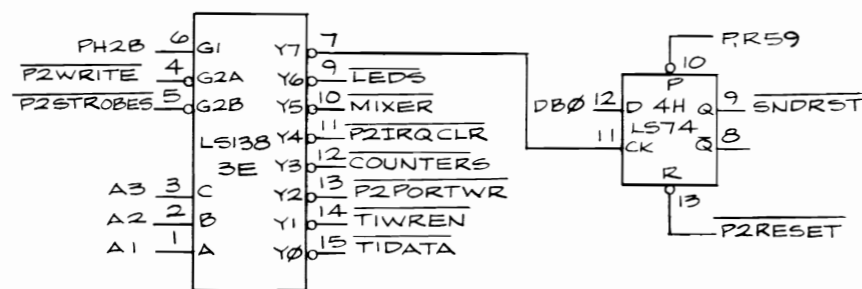 P,R59
PH2B 6 G1 Y7 7
10
P
P2WRITE 4 G2A Y6 9 LEDS
P2STROBES 5 G2B Y5 10 MIXER
DBØ 12 D 4H Q 9 SNDRST
LS138 Y4 11 P2IRQCLR
LS74
3E Y3 12 COUNTERS
11 CK Q 8
A3 3 C Y2 13 P2PORTWR
R
13
A2 2 B Y1 14 TIWREN
P2RESET
A1 1 A YØ 15 TIDATA